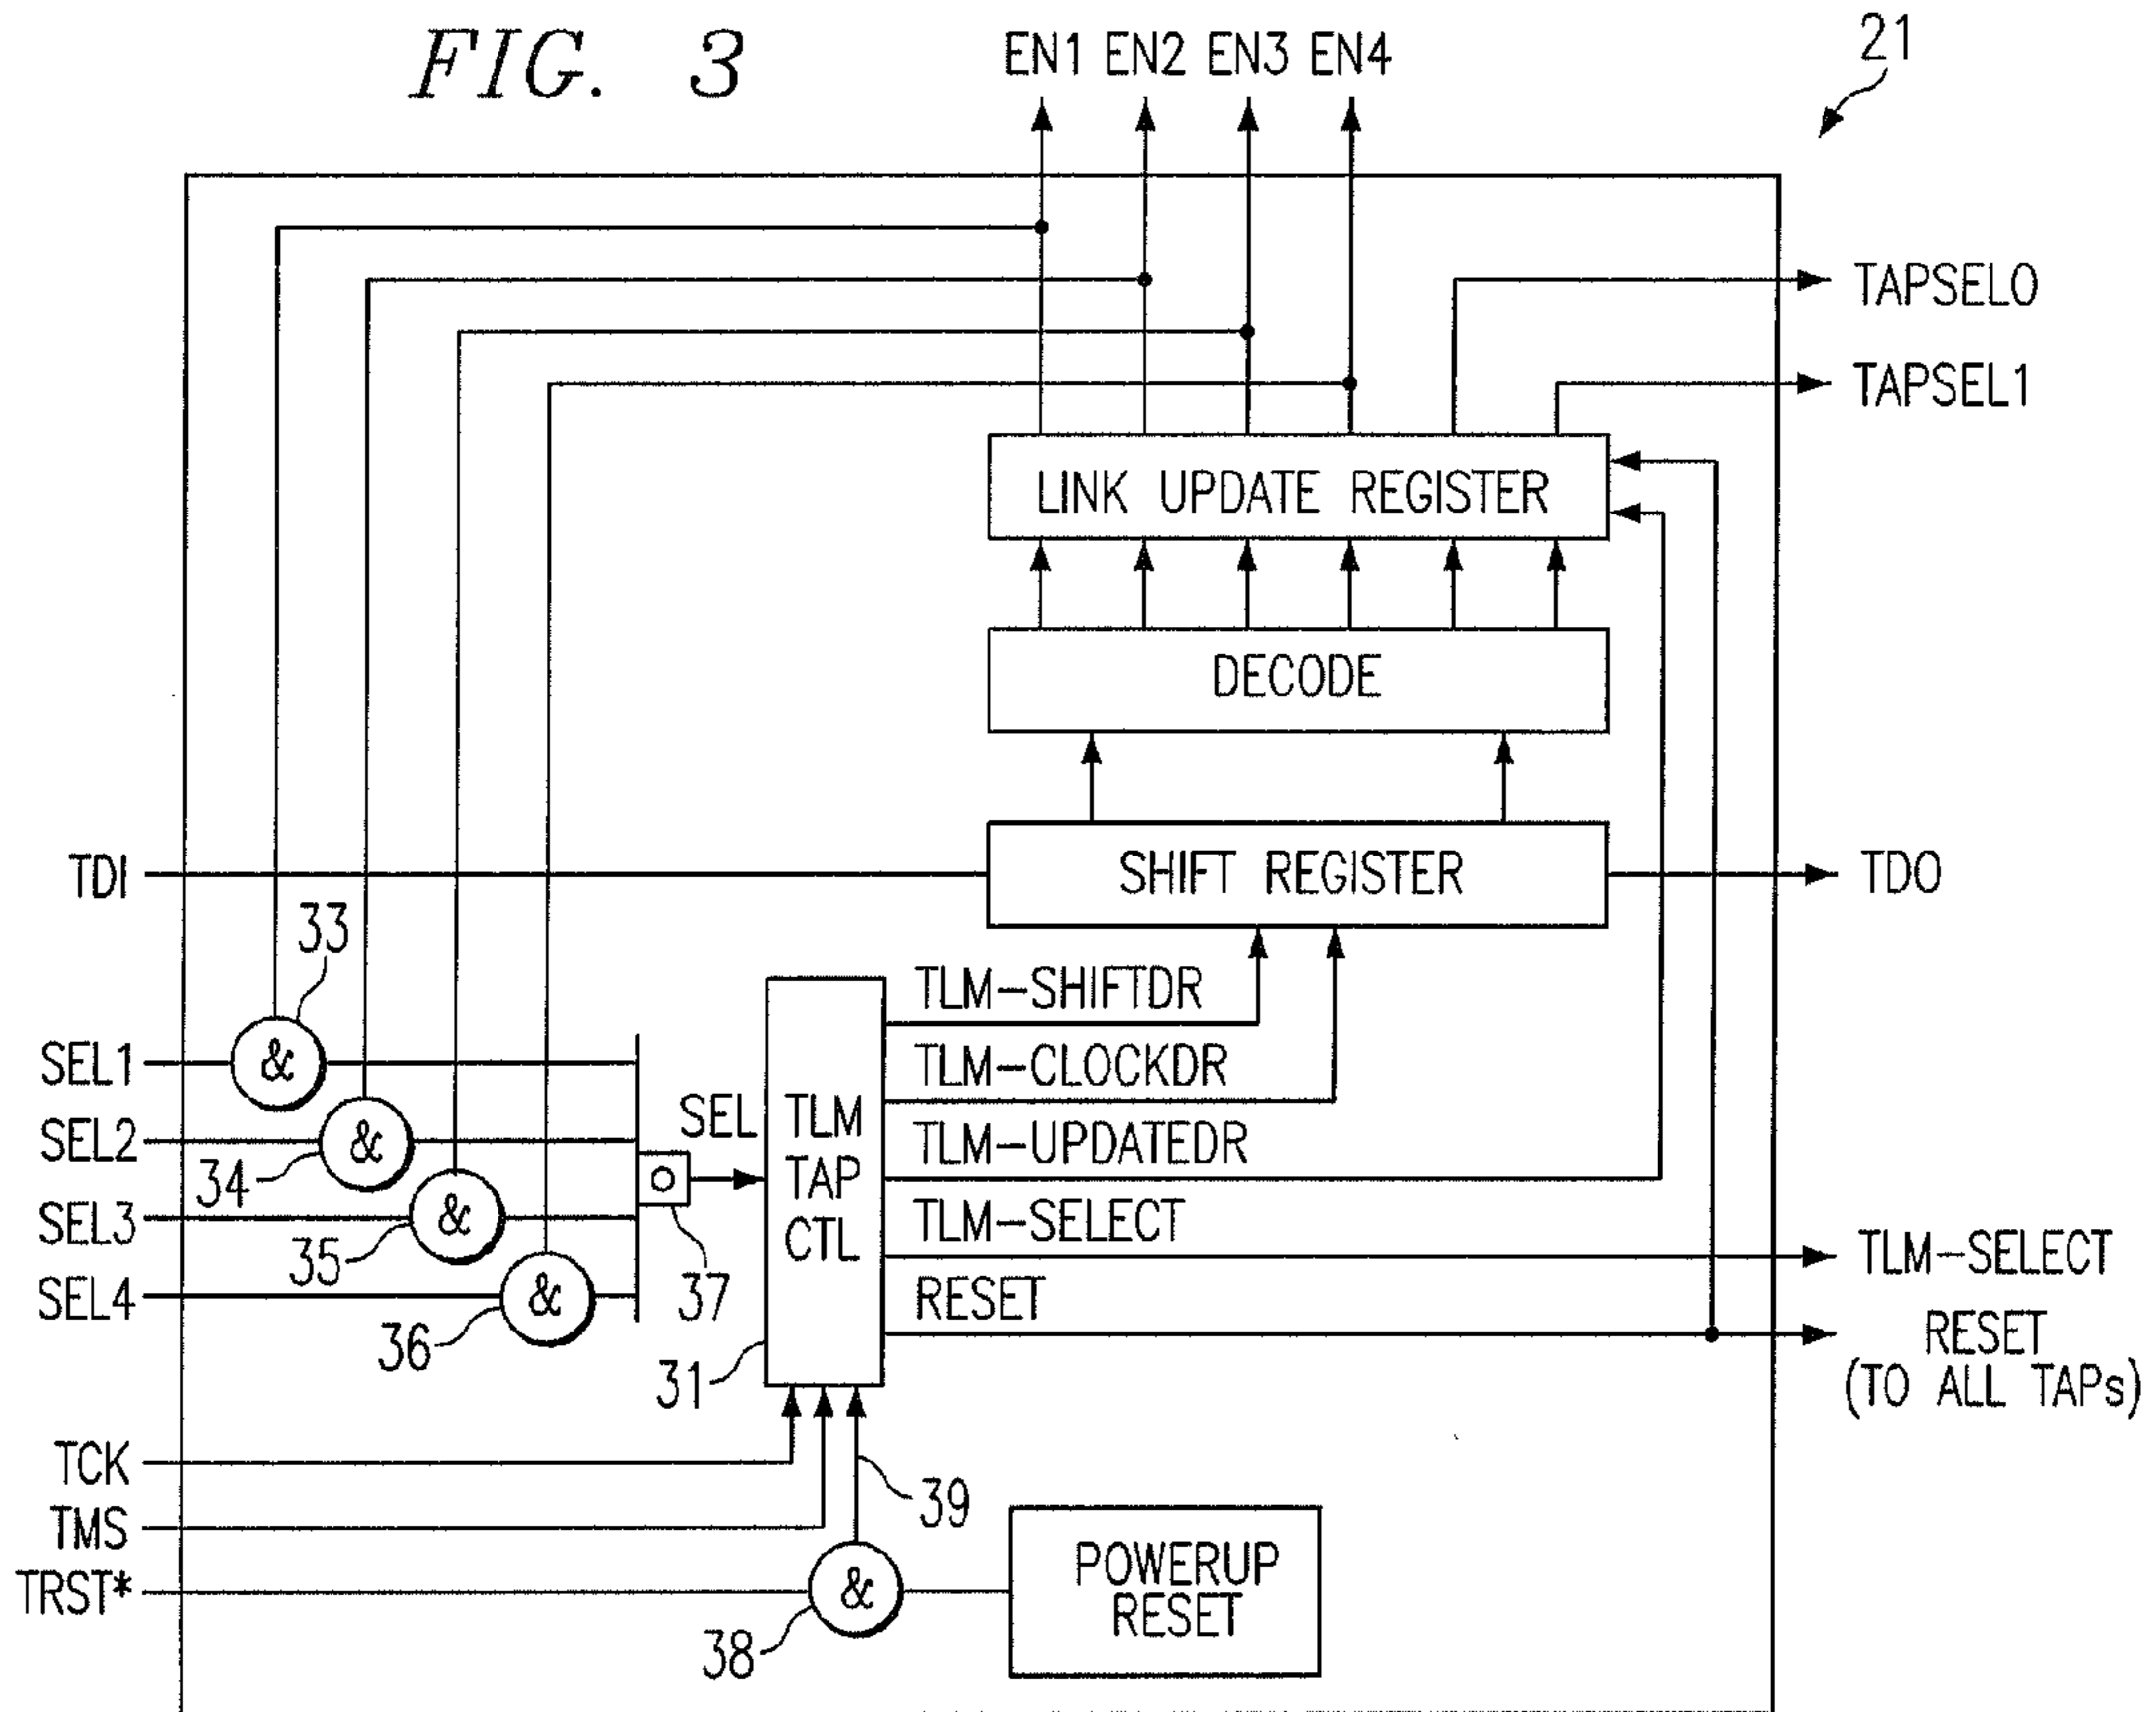 FIG. 3
21
EN1 EN2 EN3 EN4
TAPSEL0
TAPSEL1
LINK UPDATE REGISTER
DECODE
TDI
SHIFT REGISTER
TDO
33
TLM-SHIFTDR
SEL1
&
TLM-CLOCKDR
SEL2
&
34
SEL
TLM
TAP
CTL
TLM-UPDATEDR
SEL3
&
35
O
37
TLM-SELECT
TLM-SELECT
SEL4
&
36
31
RESET
RESET
(TO ALL TAPs)
TCK
39
TMS
TRST*
&
38
POWERUP
RESET